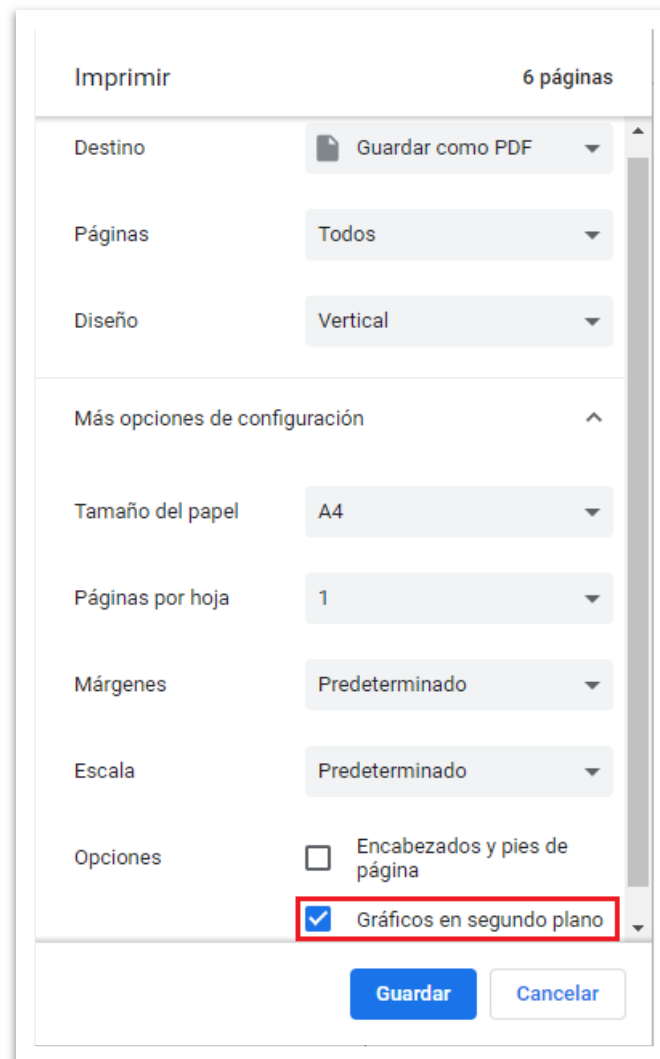 Imprimir 6 páginas
Destino Guardar como PDF
Páginas Todos
Diseño Vertical
Más opciones de configuración
Tamaño del papel A4
Páginas por hoja 1
Márgenes Predeterminado
Escala Predeterminado
Opciones Encabezados y pies de
página
Gráficos en segundo plano
Guardar Cancelar